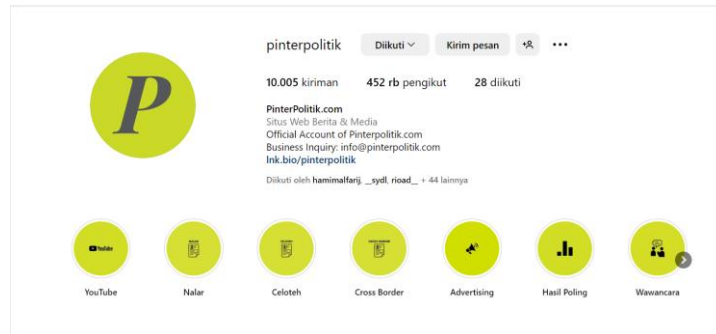 pinterpolitik Diikuti Kirim pesan
10.005 kiriman 452 rb pengikut 28 diikuti
P
PinterPolitik.com
Situs Web Berita & Media
Official Account of Pinterpolitik.com
Business Inquiry: info@pinterpolitik.com
lnk.bio/pinterpolitik
Diikuti oleh hamimalfarij, __sydl, rioad__ + 44 lainnya
YouTube
YouTube Nalar Celoteh Cross Border Advertising Hasil Poling Wawancara